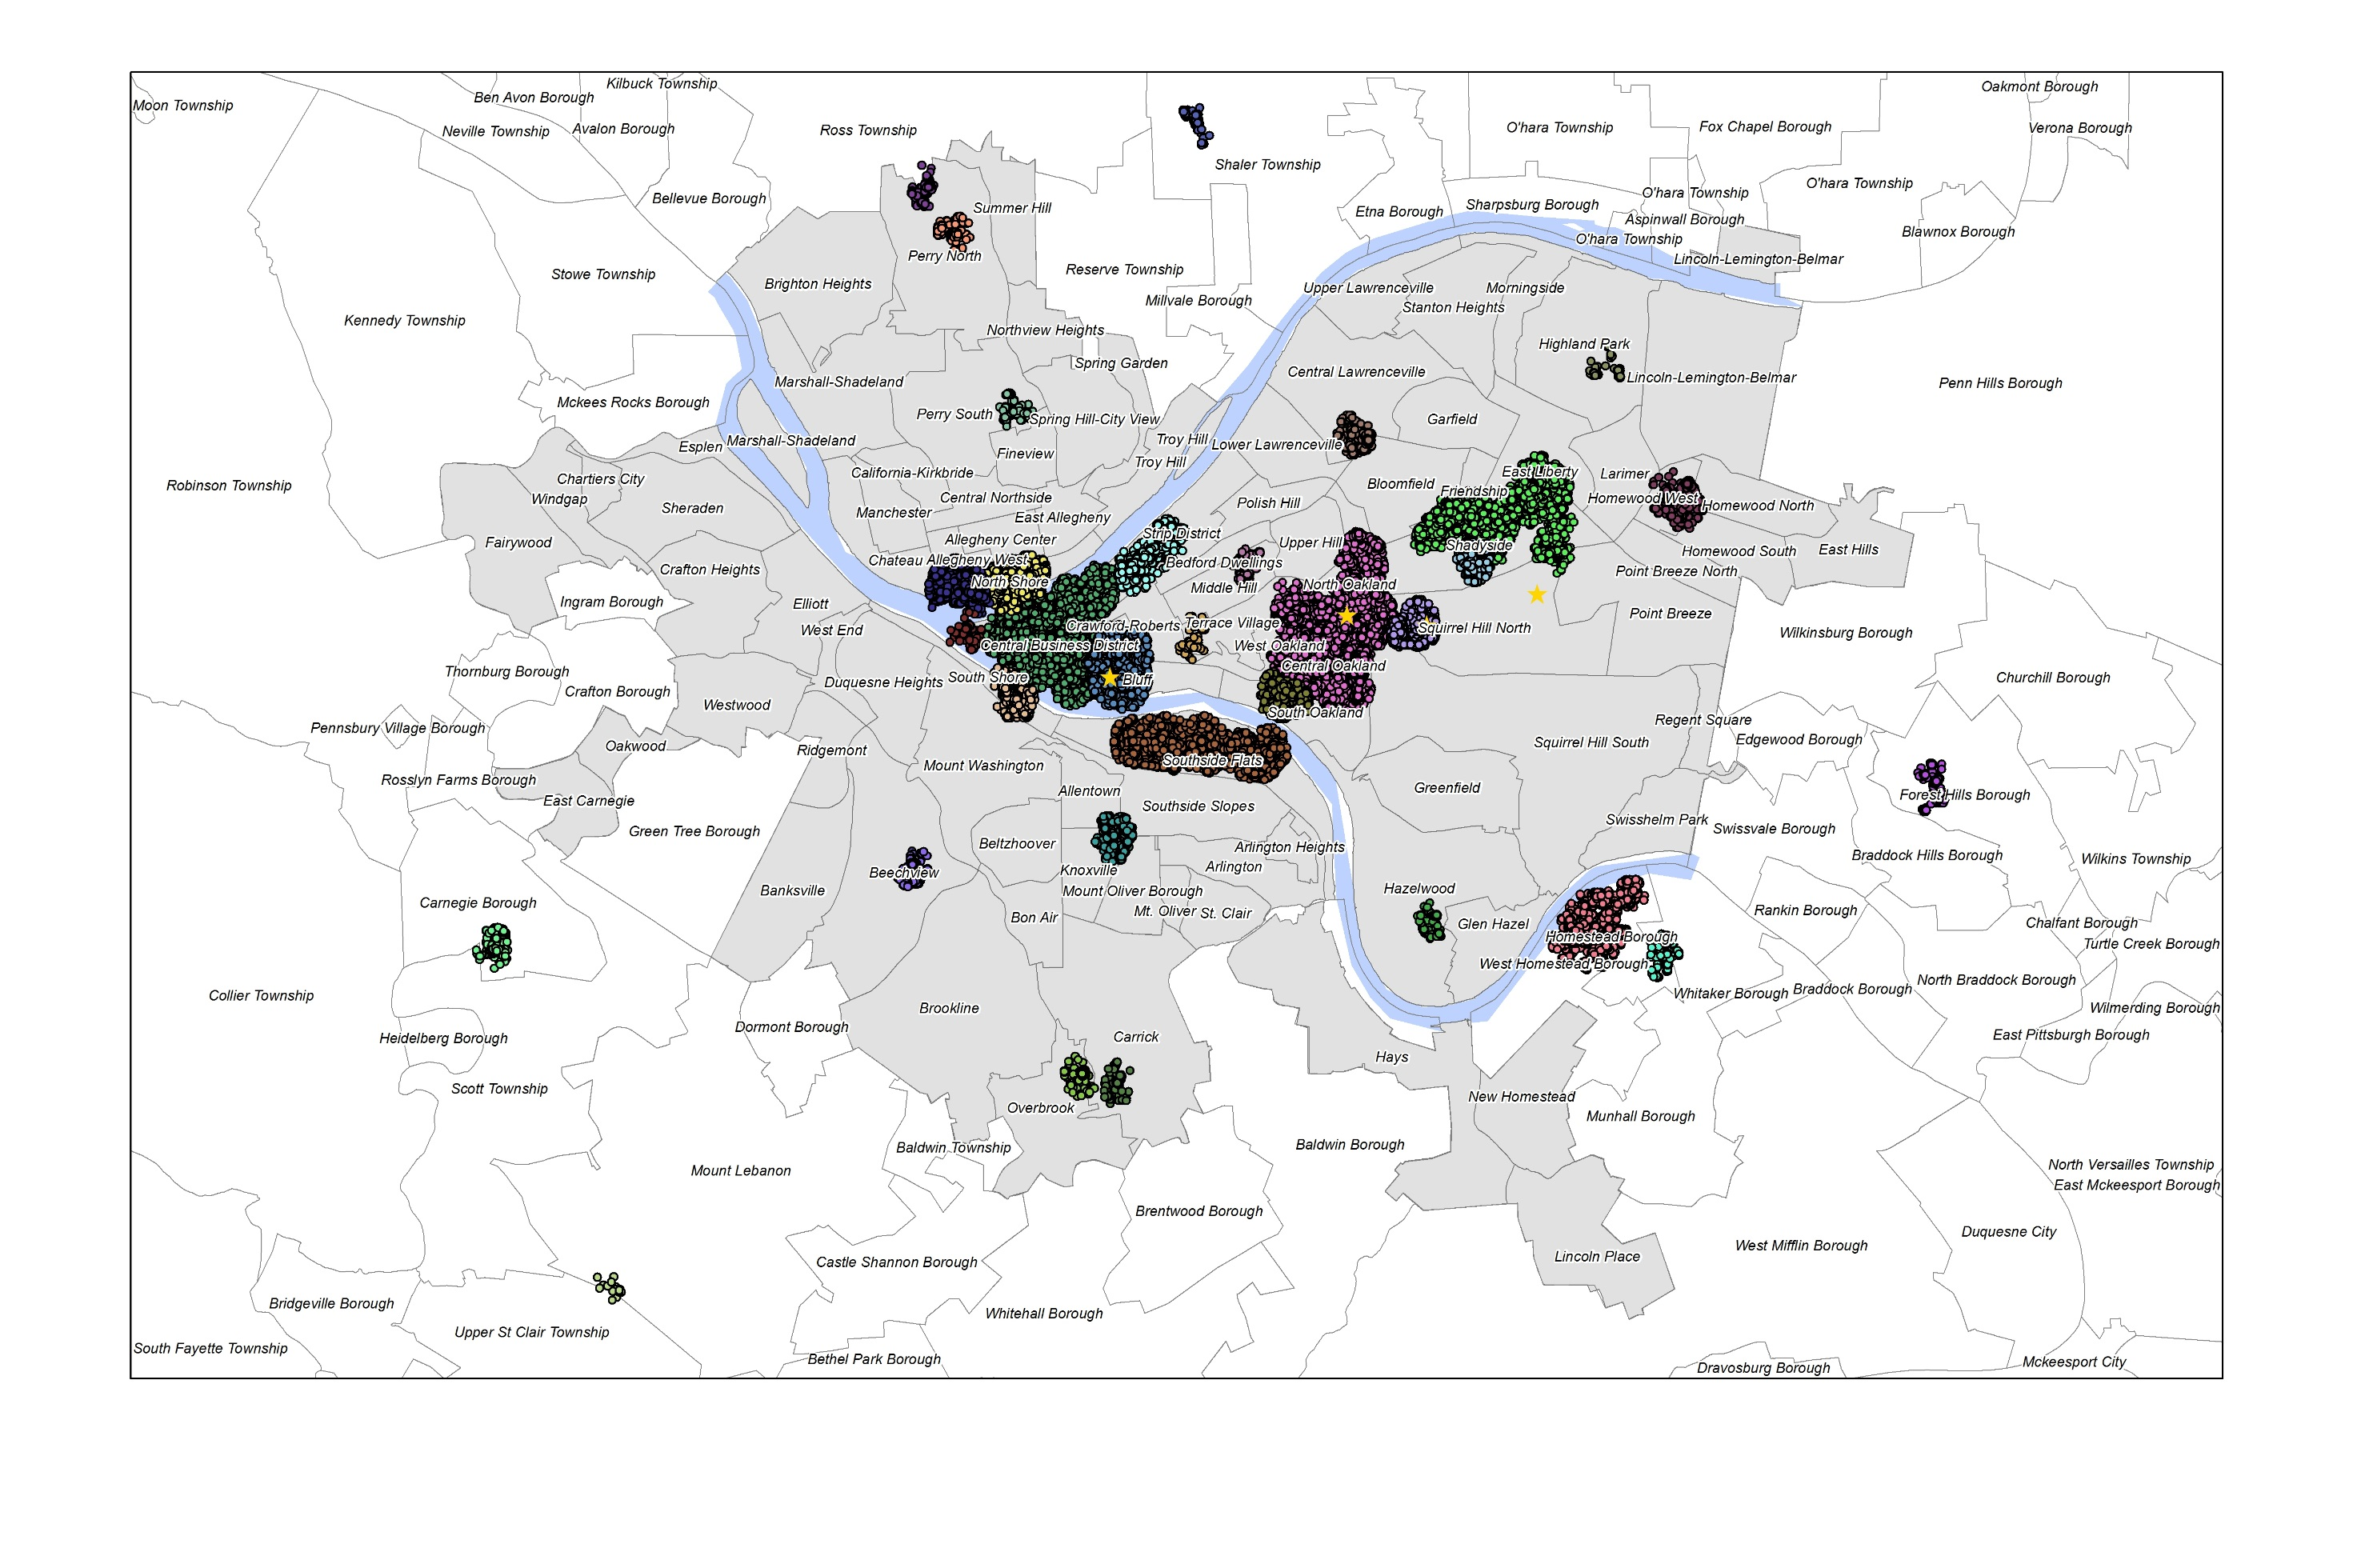 Kilbuck Township
Oakmont Borough
Ben Avon Borough
Moon Township
Neville Township
Avalon Borough
Ross Township
O'hara Township
Fox Chapel Borough
Verona Borough
Shaler Township
O'hara Township
O'hara Township
Bellevue Borough
Summer Hill
Etna Borough
Sharpsburg Borough
Aspinwall Borough
Blawnox Borough
O'hara Township
Perry North
Lincoln-Lemington-Belmar
Stowe Township
Reserve Township
Brighton Heights
Upper Lawrenceville
Morningside
Millvale Borough
Stanton Heights
Kennedy Township
Northview Heights
Highland Park
Spring Garden
Central Lawrenceville
Lincoln-Lemington-Belmar
Marshall-Shadeland
Penn Hills Borough
Mckees Rocks Borough
Perry South
Spring Hill-City View
Garfield
Esplen
Marshall-Shadeland
Troy Hill
Lower Lawrenceville
Fineview
Troy Hill
California-Kirkbride
East Liberty
Larimer
Chartiers City
Robinson Township
Bloomfield
Friendship
Windgap
Central Northside
Homewood West
Homewood North
Sheraden
Manchester
East Allegheny
Polish Hill
Fairywood
Allegheny Center
Strip District
Upper Hill
Shadyside
Homewood South
East Hills
Chateau
Allegheny West
Bedford Dwellings
Crafton Heights
Point Breeze North
North Shore
Middle Hill
North Oakland
Ingram Borough
Elliott
Point Breeze
West End
Crawford-Roberts
Terrace Village
Squirrel Hill North
Wilkinsburg Borough
Central Business District
West Oakland
Thornburg Borough
Central Oakland
South Shore
Bluff
Churchill Borough
Crafton Borough
Duquesne Heights
Westwood
South Oakland
Regent Square
Pennsbury Village Borough
Oakwood
Ridgemont
Squirrel Hill South
Edgewood Borough
Mount Washington
Southside Flats
Rosslyn Farms Borough
Allentown
Greenfield
Forest Hills Borough
East Carnegie
Southside Slopes
Green Tree Borough
Swisshelm Park
Swissvale Borough
Beltzhoover
Arlington Heights
Braddock Hills Borough
Wilkins Township
Beechview
Knoxville
Arlington
Banksville
Mount Oliver Borough
Hazelwood
Carnegie Borough
Bon Air
Mt. Oliver
St. Clair
Glen Hazel
Rankin Borough
Chalfant Borough
Homestead Borough
Turtle Creek Borough
West Homestead Borough
North Braddock Borough
Collier Township
Whitaker Borough
Braddock Borough
Brookline
Wilmerding Borough
Dormont Borough
Heidelberg Borough
Carrick
East Pittsburgh Borough
Hays
Scott Township
New Homestead
Overbrook
Munhall Borough
Baldwin Township
Baldwin Borough
Mount Lebanon
North Versailles Township
East Mckeesport Borough
Brentwood Borough
Duquesne City
West Mifflin Borough
Lincoln Place
Castle Shannon Borough
Bridgeville Borough
Whitehall Borough
Upper St Clair Township
South Fayette Township
Bethel Park Borough
Mckeesport City
Dravosburg Borough